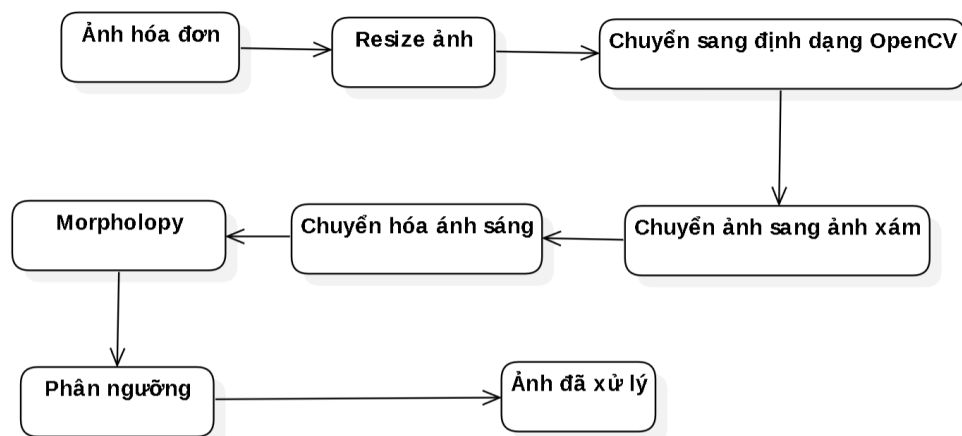 Ảnh hóa đơn
Resize ảnh
Chuyển sang định dạng OpenCV
Chuyển ảnh sang ảnh xám
Chuyển hóa ánh sáng
Morpholopy
Phân ngưỡng
Ảnh đã xử lý